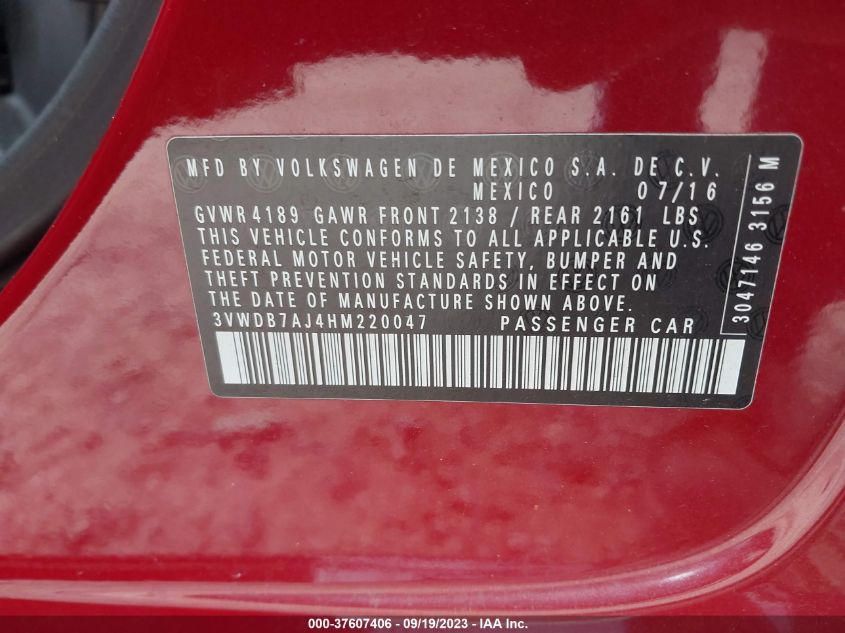 MFD BY VOLKSWAGEN DE MEXICO S.A. DE C.V.
MEXICO 07/16
GVWR 4189 GAWR FRONT 2138 / REAR 2161 LBS
THIS VEHICLE CONFORMS TO ALL APPLICABLE U.S.
FEDERAL MOTOR VEHICLE SAFETY, BUMPER AND
THEFT PREVENTION STANDARDS IN EFFECT ON
THE DATE OF MANUFACTURE SHOWN ABOVE.
3VWDB7AJ4HM220047 PASSENGER CAR
3047146 3156 M
000-37607406 - 09/19/2023 - IAA Inc.